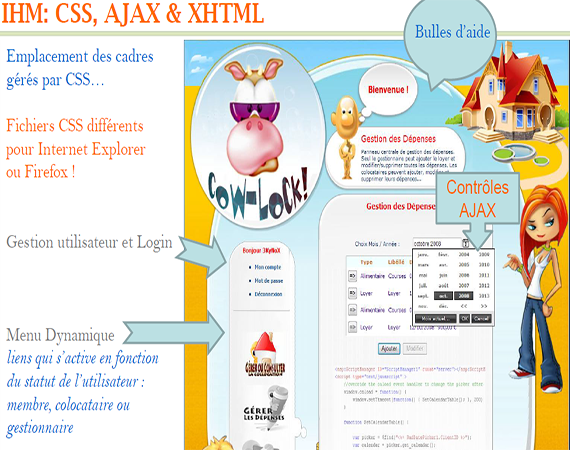 IHM: CSS, AJAX & XHTML
Emplacement des cadres
gérés par CSS...
Fichiers CSS différents
pour Internet Explorer
ou Firefox !
Gestion utilisateur et Login
Menu Dynamique
liens qui s'active en fonction
du statut de l'utilisateur :
membre, colocataire ou
gestionnaire
Bulles d'aide
Bienvenue !
COW-LOCK!
Gestion des Dépenses
Panneau centrale de gestion des dépenses.
Seul le gestionnaire peut ajouter le loyer et
modifier/supprimer toutes les dépenses. Les
colocataires peuvent ajouter, modifier et
supprimer leurs dépenses...
Contrôles
AJAX
Gestion des Dépenses
Choix Mois / Année : octobre 2008
janv. févr. 2004 2009
mars avr. 2005 2010
mai juin 2006 2011
juil. août 2007 2012
sept. oct. 2008 2013
nov. déc. << >>
Mois actuel... OK Cancel
Type Libellé
Alimentaire Courses
Loyer Loyer
Alimentaire Courses
Loyer Loyer
Ajouter Modifier
Bonjour
Mon compte
Mot de passe
Déconnexion
GÉRER OU CONSULTER
LA COLOCATION
GÉRER
LES DEPENSES